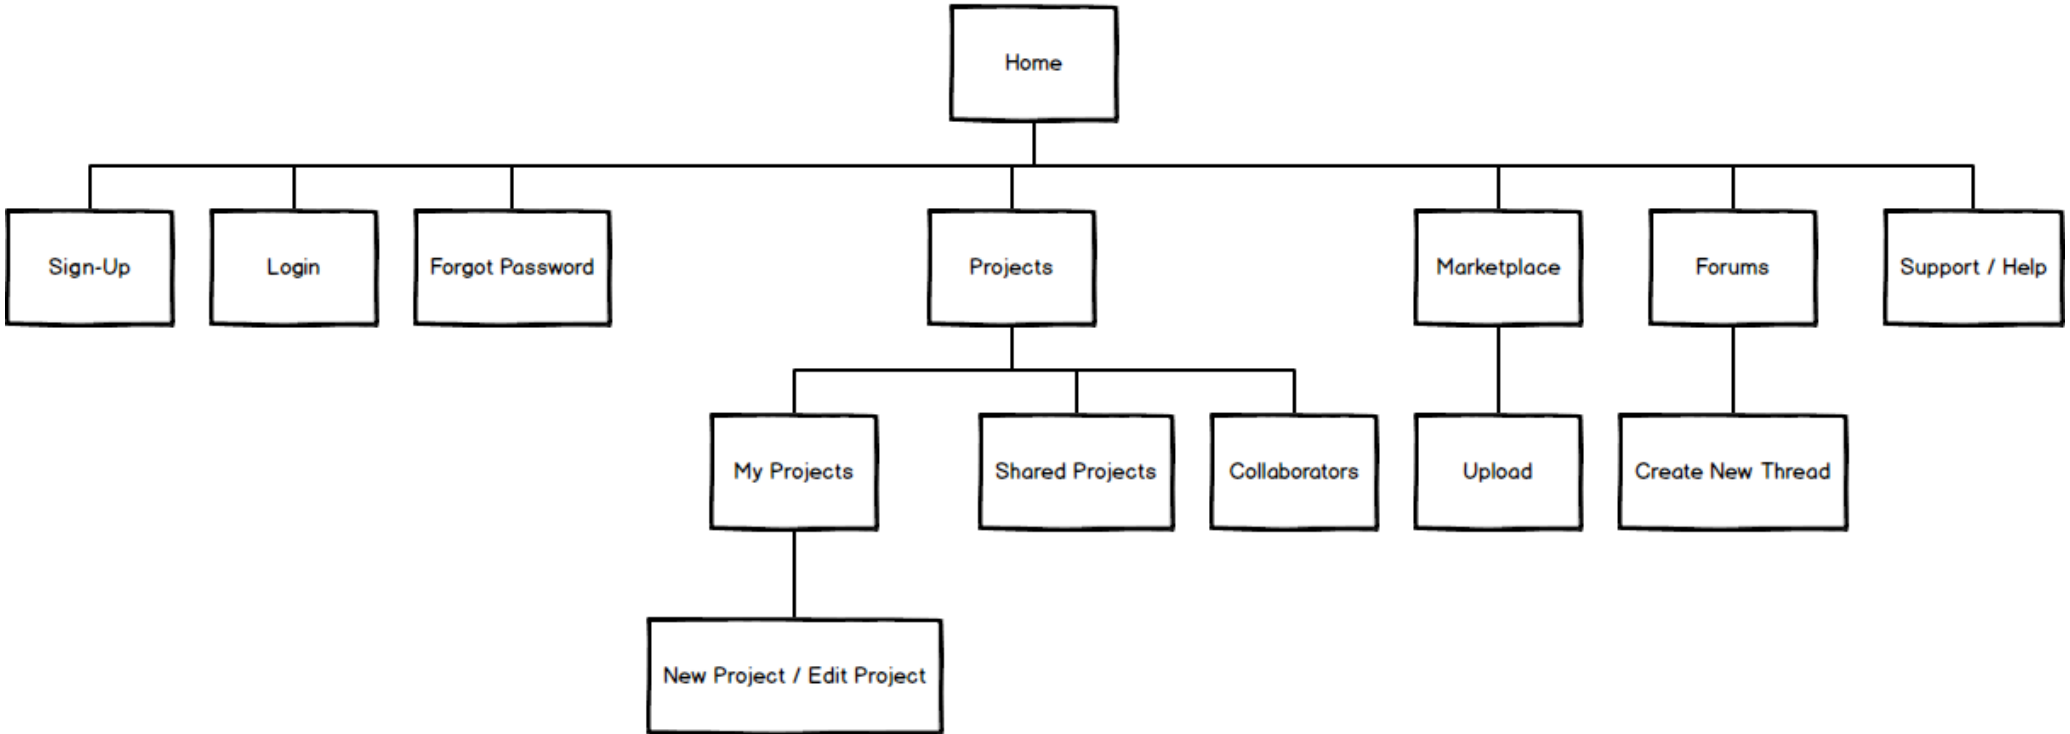 Home
Sign-Up
Login
Forgot Password
Projects
Marketplace
Forums
Support / Help
My Projects
Shared Projects
Collaborators
Upload
Create New Thread
New Project / Edit Project